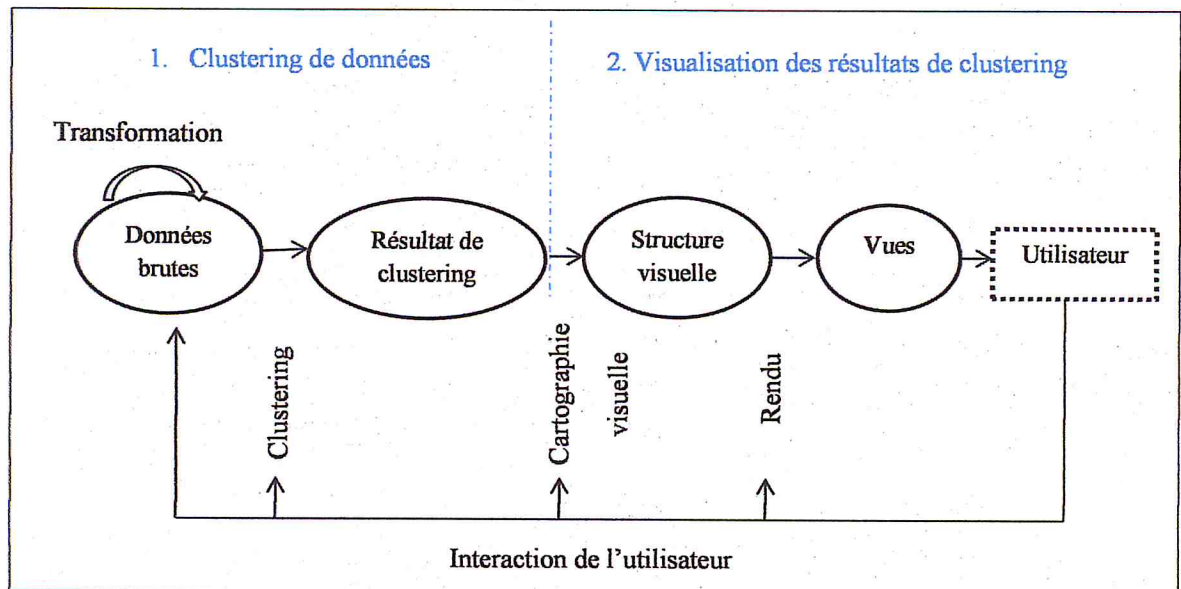 1. Clustering de données
2. Visualisation des résultats de clustering
Transformation
Données
brutes
Résultat de
clustering
Structure
visuelle
Vues
Utilisateur
Clustering
Cartographie
visuelle
Rendu
Interaction de l'utilisateur